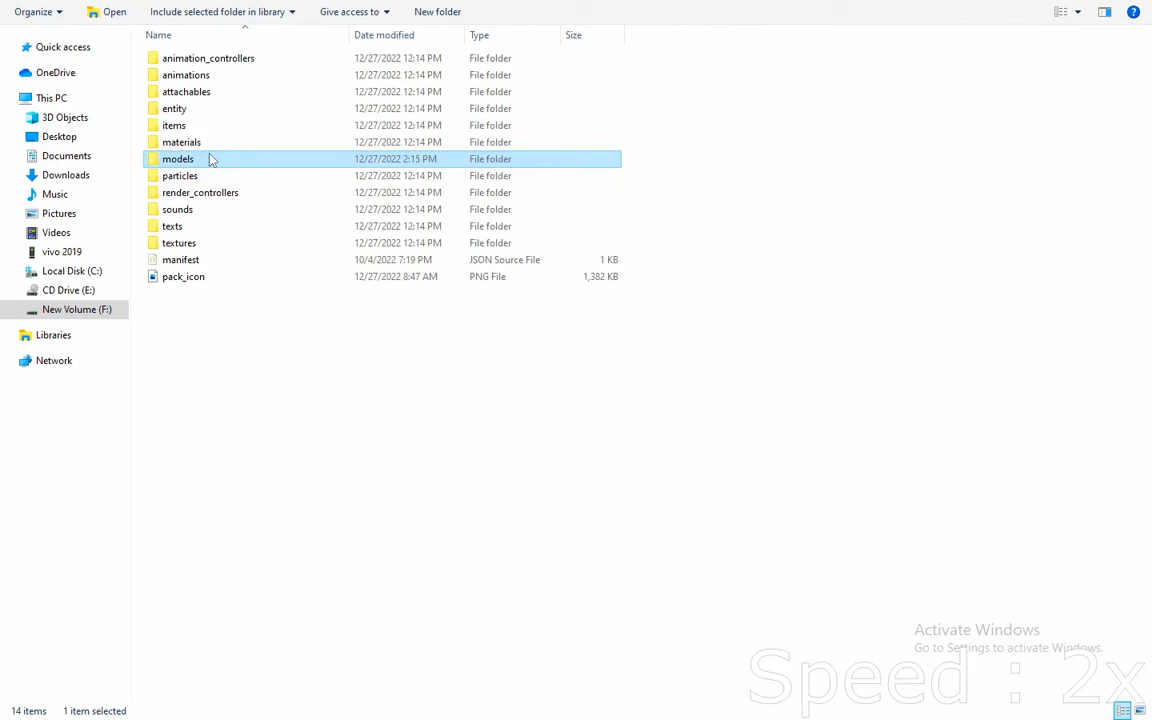 Organize Open Include selected folder in library Give access to New folder
Name Date modified Type Size
Quick access
OneDrive
This PC
3D Objects
Desktop
Documents
Downloads
Music
Pictures
Videos
vivo 2019
Local Disk (C:)
CD Drive (E:)
New Volume (F:)
Libraries
Network
animation_controllers 12/27/2022 12:14 PM File folder
animations 12/27/2022 12:14 PM File folder
attachables 12/27/2022 12:14 PM File folder
entity 12/27/2022 12:14 PM File folder
items 12/27/2022 12:14 PM File folder
materials 12/27/2022 12:14 PM File folder
models 12/27/2022 2:15 PM File folder
particles 12/27/2022 12:14 PM File folder
render_controllers 12/27/2022 12:14 PM File folder
sounds 12/27/2022 12:14 PM File folder
texts 12/27/2022 12:14 PM File folder
textures 12/27/2022 12:14 PM File folder
manifest 10/4/2022 7:19 PM JSON Source File 1 KB
pack_icon 12/27/2022 8:47 AM PNG File 1,382 KB
Activate Windows
Go to Settings to activate Windows.
Speed : 2x
14 items 1 item selected